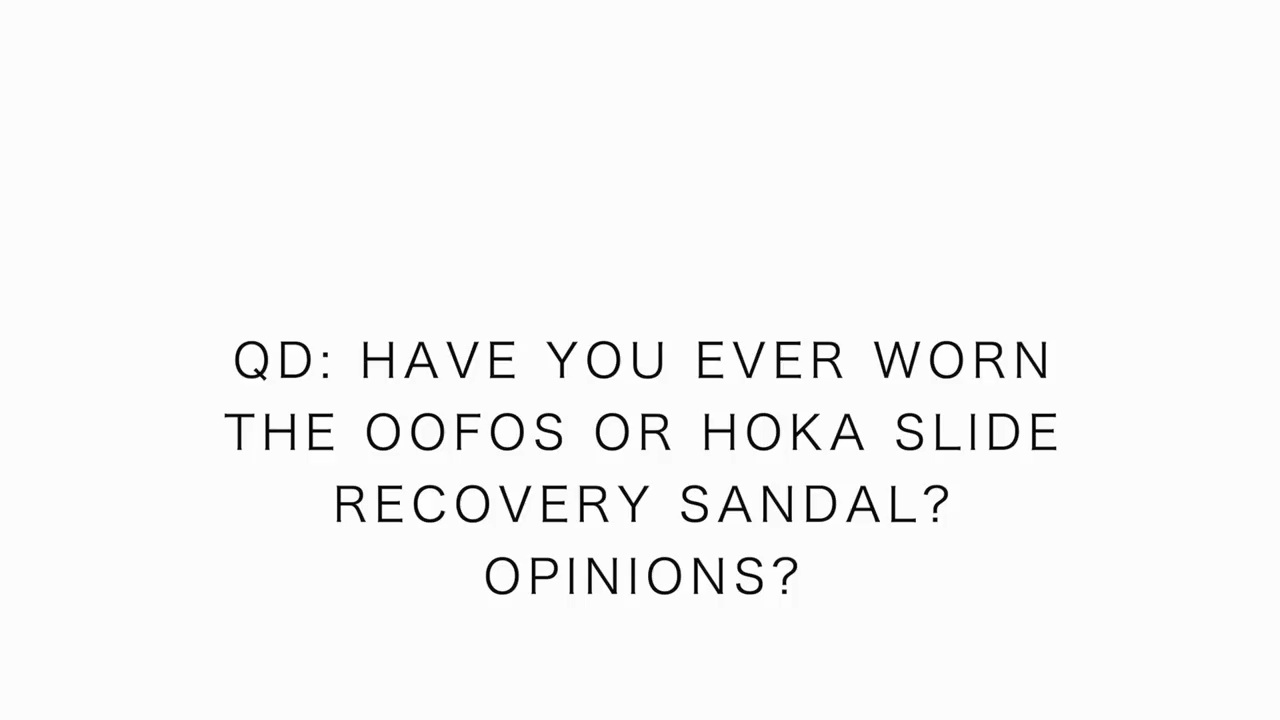 QD: HAVE YOU EVER WORN
THE OOFOS OR HOKA SLIDE
RECOVERY SANDAL?
OPINIONS?